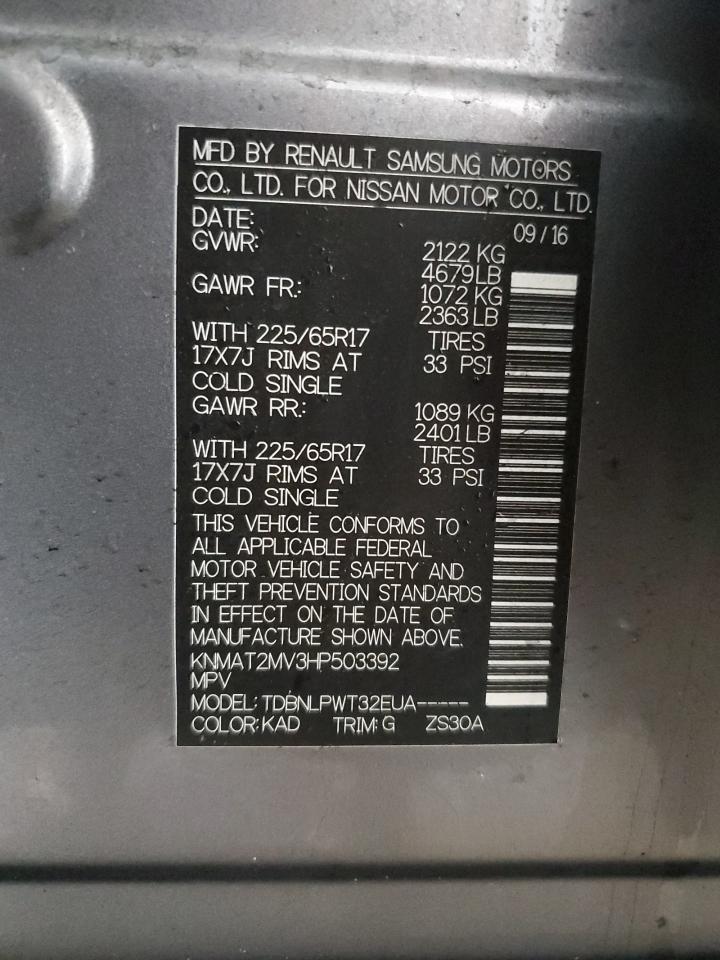 MFD BY RENAULT SAMSUNG MOTORS
CO., LTD. FOR NISSAN MOTOR CO., LTD.
DATE: 09/16
GVWR: 2122 KG
4679LB
GAWR FR.: 1072 KG
2363 LB
WITH 225/65R17 TIRES
17X7J RIMS AT 33 PSI
COLD SINGLE
GAWR RR.: 1089 KG
2401 LB
WITH 225/65R17 TIRES
17X7J RIMS AT 33 PSI
COLD SINGLE
THIS VEHICLE CONFORMS TO
ALL APPLICABLE FEDERAL
MOTOR VEHICLE SAFETY AND
THEFT PREVENTION STANDARDS
IN EFFECT ON THE DATE OF
MANUFACTURE SHOWN ABOVE.
KNMAT2MV3HP503392
MPV
MODEL: TDBNLPWT32EUA-----
COLOR: KAD TRIM: G ZS30A